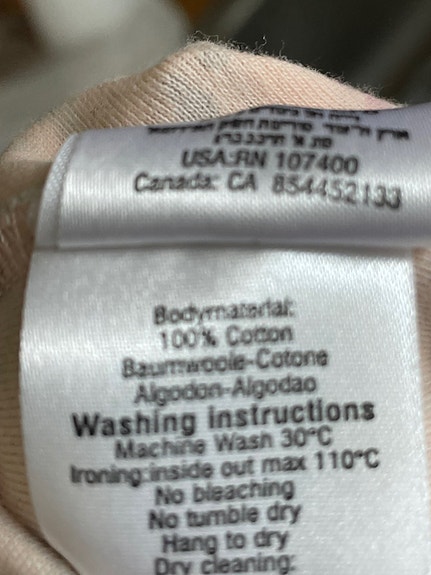 USA:RN 107400
Canada: CA 854452133
Bodymaterial:
100% Cotton
Baumwoole-Cotone
Algodon-Algodao
Washing instructions
Machine Wash 30°C
Ironing:inside out max 110°C
No bleaching
No tumble dry
Hang to dry
Dry cleaning: